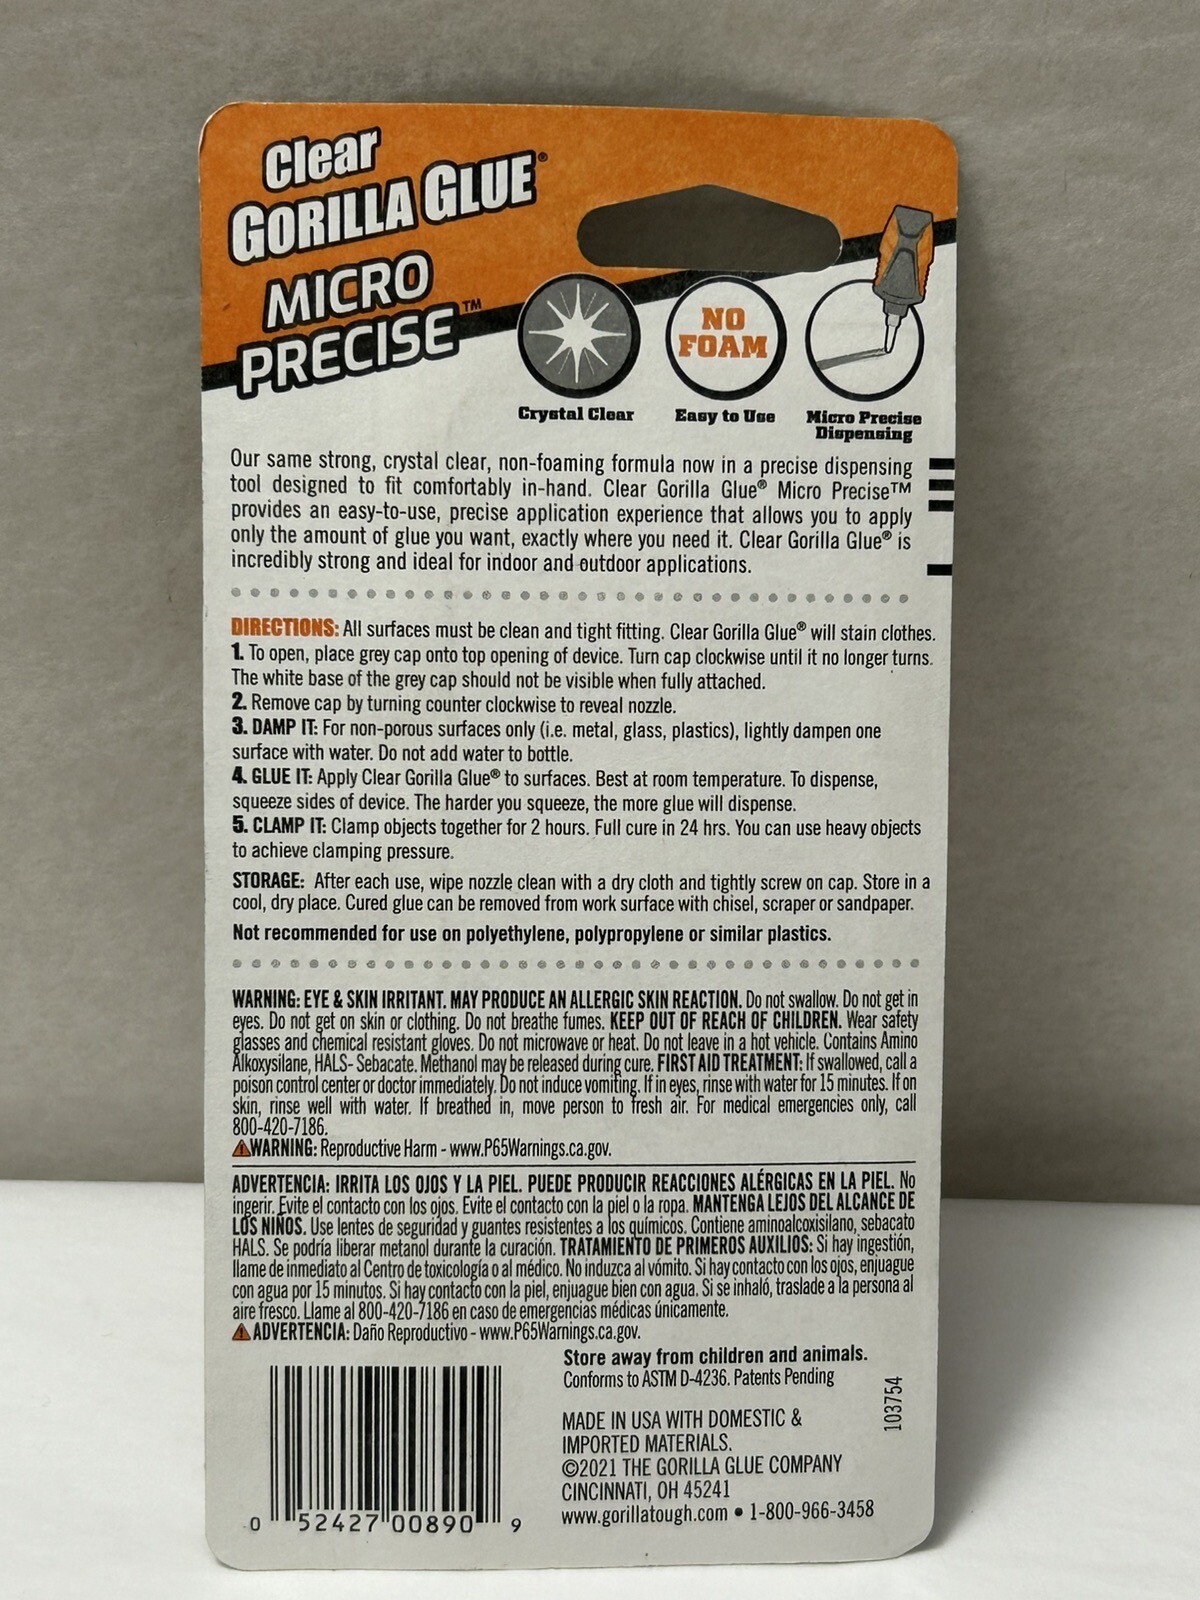 Clear
GORILLA GLUE®
MICRO
PRECISE™
NO
FOAM
Crystal Clear
Easy to Use
Micro Precise
Dispensing
Our same strong, crystal clear, non-foaming formula now in a precise dispensing
tool designed to fit comfortably in-hand. Clear Gorilla Glue® Micro Precise™
provides an easy-to-use, precise application experience that allows you to apply
only the amount of glue you want, exactly where you need it. Clear Gorilla Glue® is
incredibly strong and ideal for indoor and outdoor applications.
DIRECTIONS: All surfaces must be clean and tight fitting. Clear Gorilla Glue® will stain clothes.
1. To open, place grey cap onto top opening of device. Turn cap clockwise until it no longer turns.
The white base of the grey cap should not be visible when fully attached.
2. Remove cap by turning counter clockwise to reveal nozzle.
3. DAMP IT: For non-porous surfaces only (i.e. metal, glass, plastics), lightly dampen one
surface with water. Do not add water to bottle.
4. GLUE IT: Apply Clear Gorilla Glue® to surfaces. Best at room temperature. To dispense,
squeeze sides of device. The harder you squeeze, the more glue will dispense.
5. CLAMP IT: Clamp objects together for 2 hours. Full cure in 24 hrs. You can use heavy objects
to achieve clamping pressure.
STORAGE: After each use, wipe nozzle clean with a dry cloth and tightly screw on cap. Store in a
cool, dry place. Cured glue can be removed from work surface with chisel, scraper or sandpaper.
Not recommended for use on polyethylene, polypropylene or similar plastics.
WARNING: EYE & SKIN IRRITANT. MAY PRODUCE AN ALLERGIC SKIN REACTION. Do not swallow. Do not get in
eyes. Do not get on skin or clothing. Do not breathe fumes. KEEP OUT OF REACH OF CHILDREN. Wear safety
glasses and chemical resistant gloves. Do not microwave or heat. Do not leave in a hot vehicle. Contains Amino
Alkoxysilane, HALS- Sebacate. Methanol may be released during cure. FIRST AID TREATMENT: If swallowed, call a
poison control center or doctor immediately. Do not induce vomiting. If in eyes, rinse with water for 15 minutes. If on
skin, rinse well with water. If breathed in, move person to fresh air. For medical emergencies only, call
800-420-7186.
⚠WARNING: Reproductive Harm - www.P65Warnings.ca.gov.
ADVERTENCIA: IRRITA LOS OJOS Y LA PIEL. PUEDE PRODUCIR REACCIONES ALÉRGICAS EN LA PIEL. No
ingerir. Evite el contacto con los ojos. Evite el contacto con la piel o la ropa. MANTENGA LEJOS DEL ALCANCE DE
LOS NIÑOS. Use lentes de seguridad y guantes resistentes a los químicos. Contiene aminoalcoxisilano, sebacato
HALS. Se podría liberar metanol durante la curación. TRATAMIENTO DE PRIMEROS AUXILIOS: Si hay ingestión,
llame de inmediato al Centro de toxicología o al médico. No induzca al vómito. Si hay contacto con los ojos, enjuague
con agua por 15 minutos. Si hay contacto con la piel, enjuague bien con agua. Si se inhaló, traslade a la persona al
aire fresco. Llame al 800-420-7186 en caso de emergencias médicas únicamente.
⚠ADVERTENCIA: Daño Reproductivo - www.P65Warnings.ca.gov.
Store away from children and animals.
Conforms to ASTM D-4236. Patents Pending
103754
MADE IN USA WITH DOMESTIC &
IMPORTED MATERIALS.
©2021 THE GORILLA GLUE COMPANY
CINCINNATI, OH 45241
www.gorillatough.com • 1-800-966-3458
0 52427 00890 9